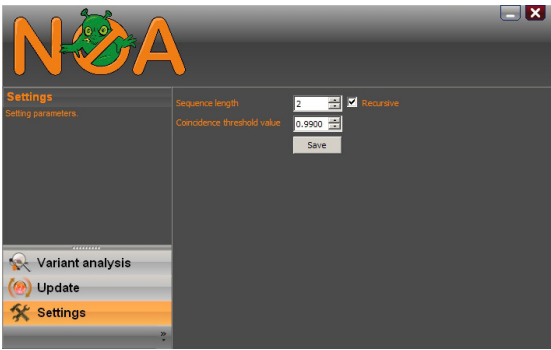 NOA
Settings
Setting parameters.
Sequence length 2 Recursive
Coincidence threshold value 0.9900
Save
Variant analysis
Update
Settings